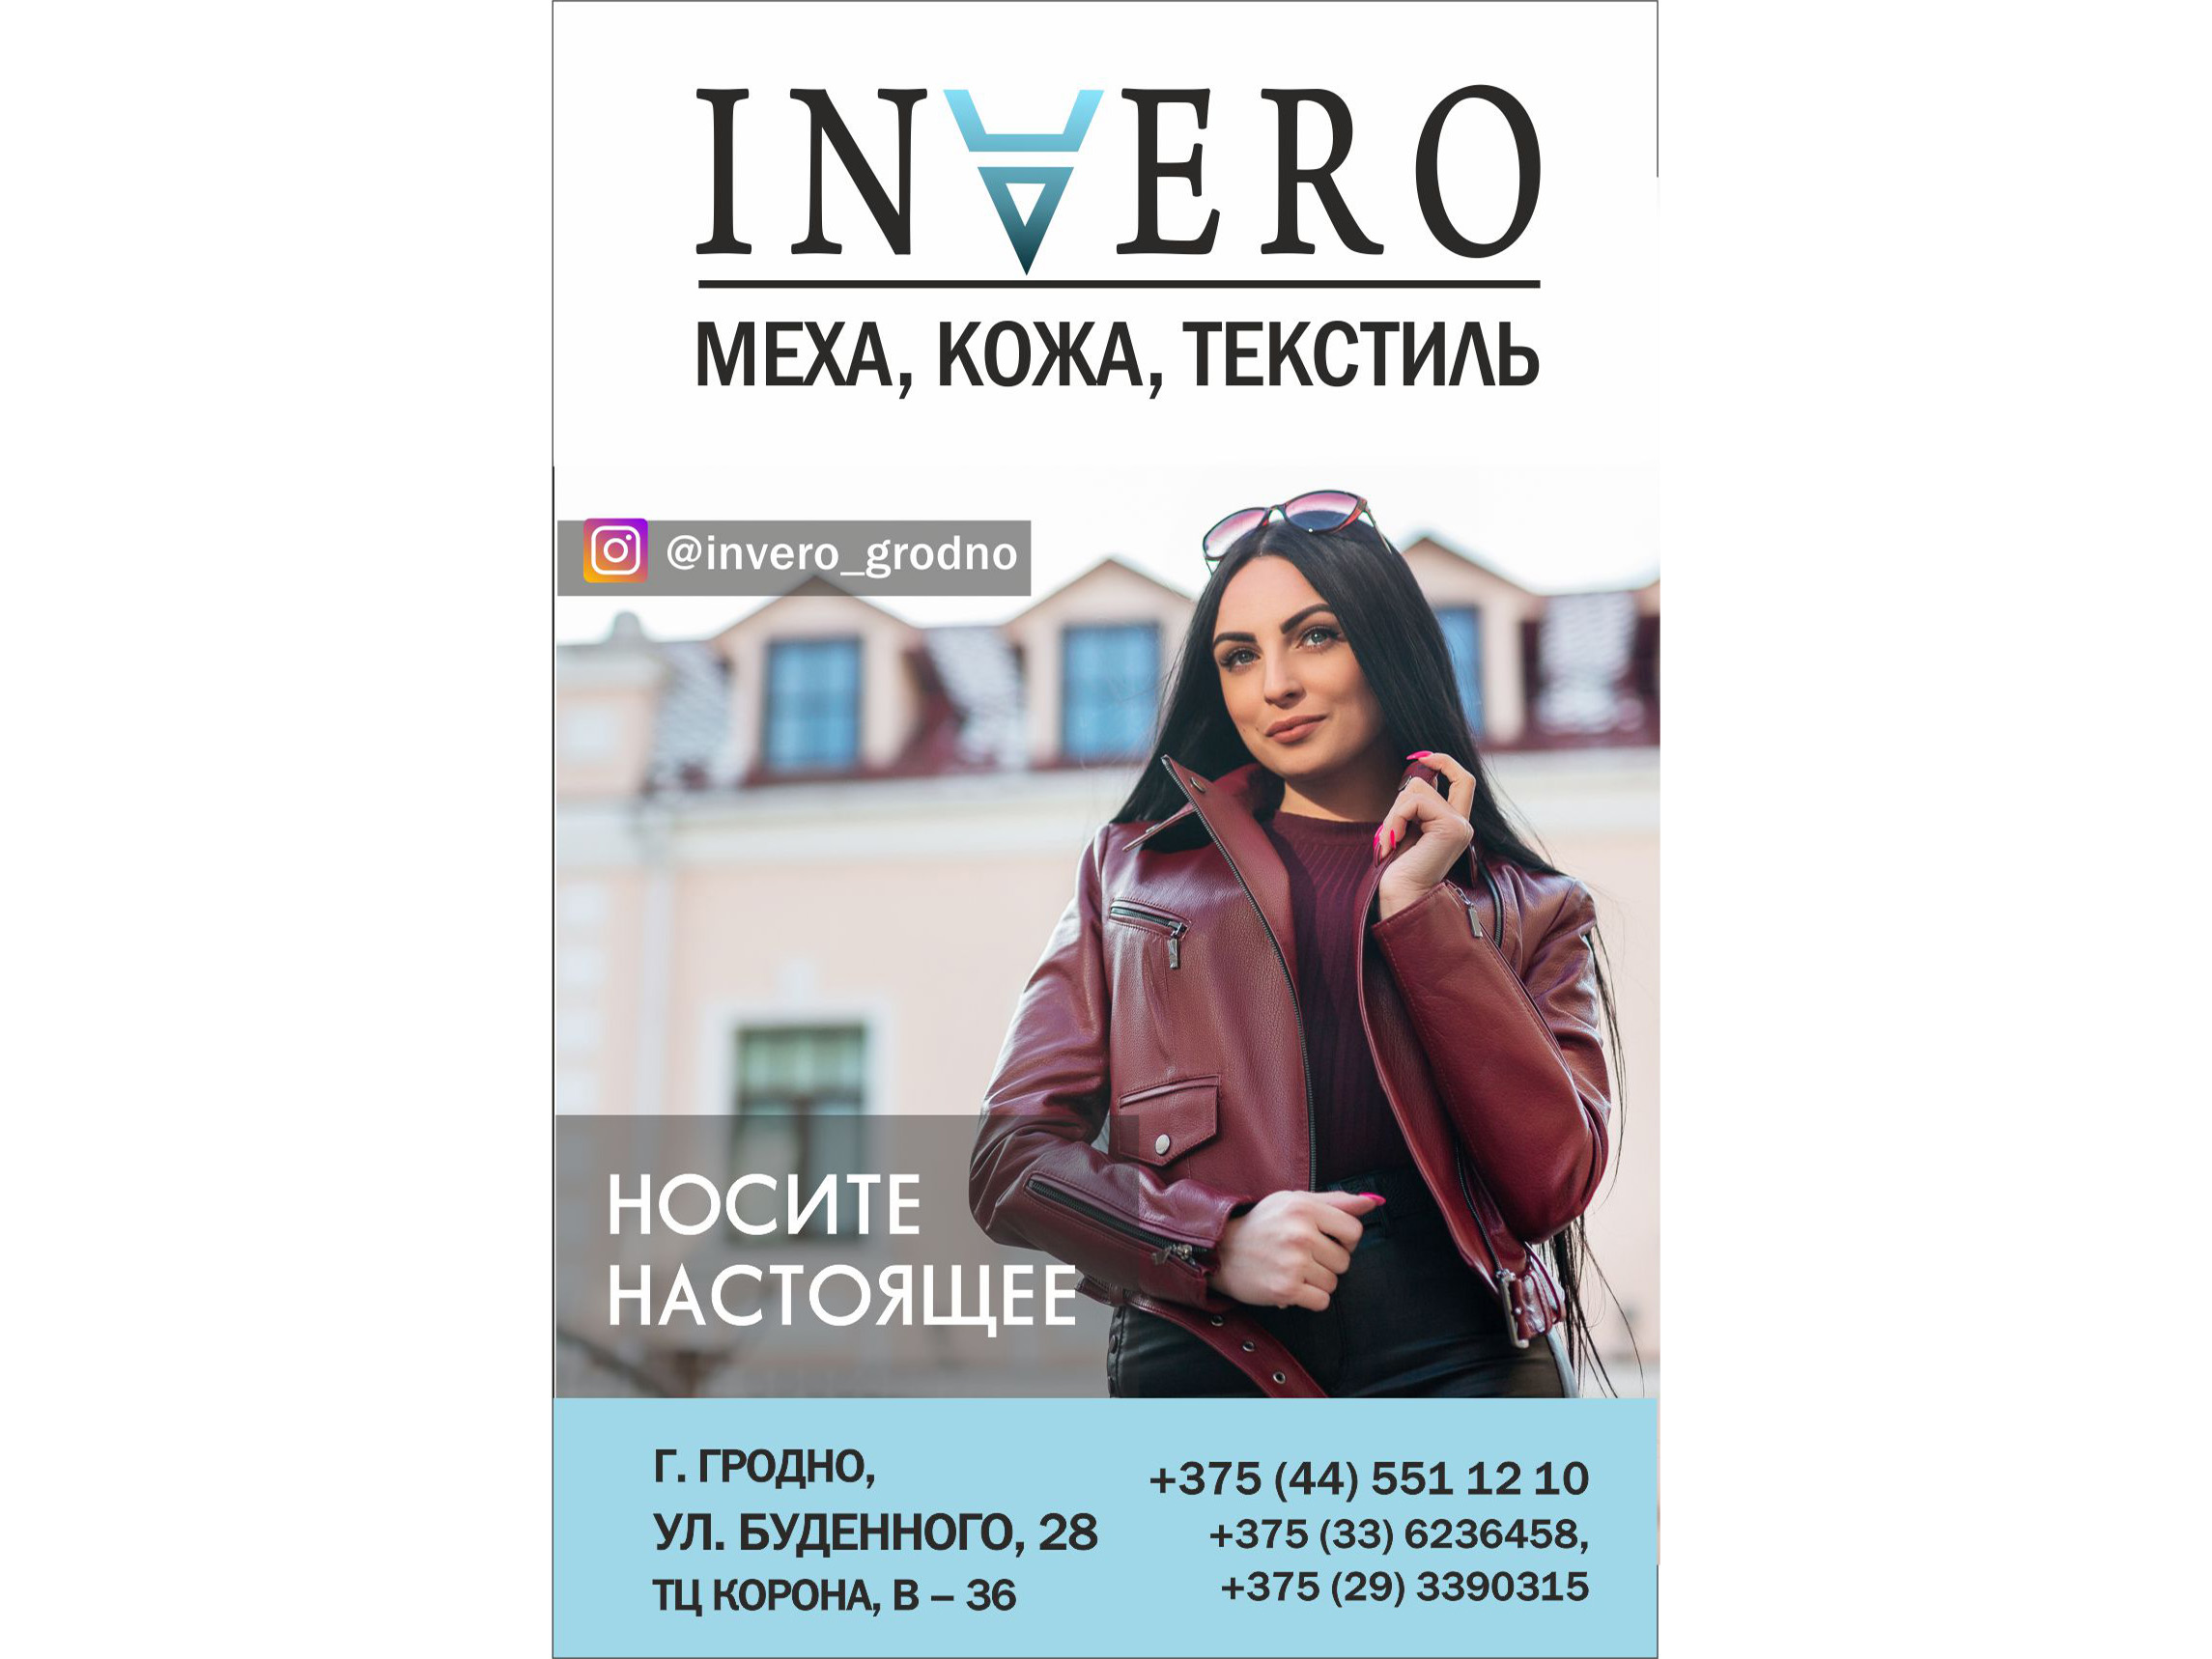 INVERO
МЕХА, КОЖА, ТЕКСТИЛЬ
@invero_grodno
НОСИТЕ
НАСТОЯЩЕЕ
Г. ГРОДНО,
УЛ. БУДЕННОГО, 28
ТЦ КОРОНА, В – 36
+375 (44) 551 12 10
+375 (33) 6236458,
+375 (29) 3390315